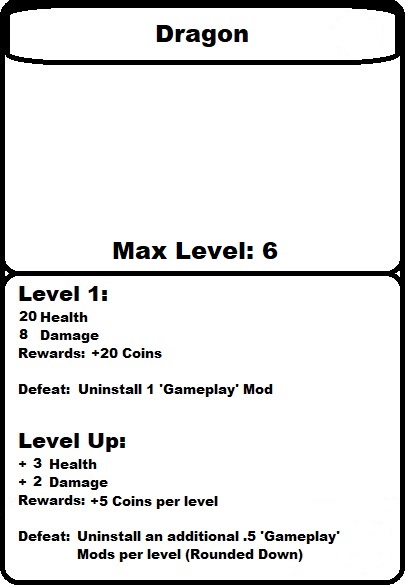 Dragon
Max Level: 6
Level 1:
20 Health
8 Damage
Rewards: +20 Coins
Defeat: Uninstall 1 'Gameplay' Mod
Level Up:
+ 3 Health
+ 2 Damage
Rewards: +5 Coins per level
Defeat: Uninstall an additional .5 'Gameplay'
Mods per level (Rounded Down)